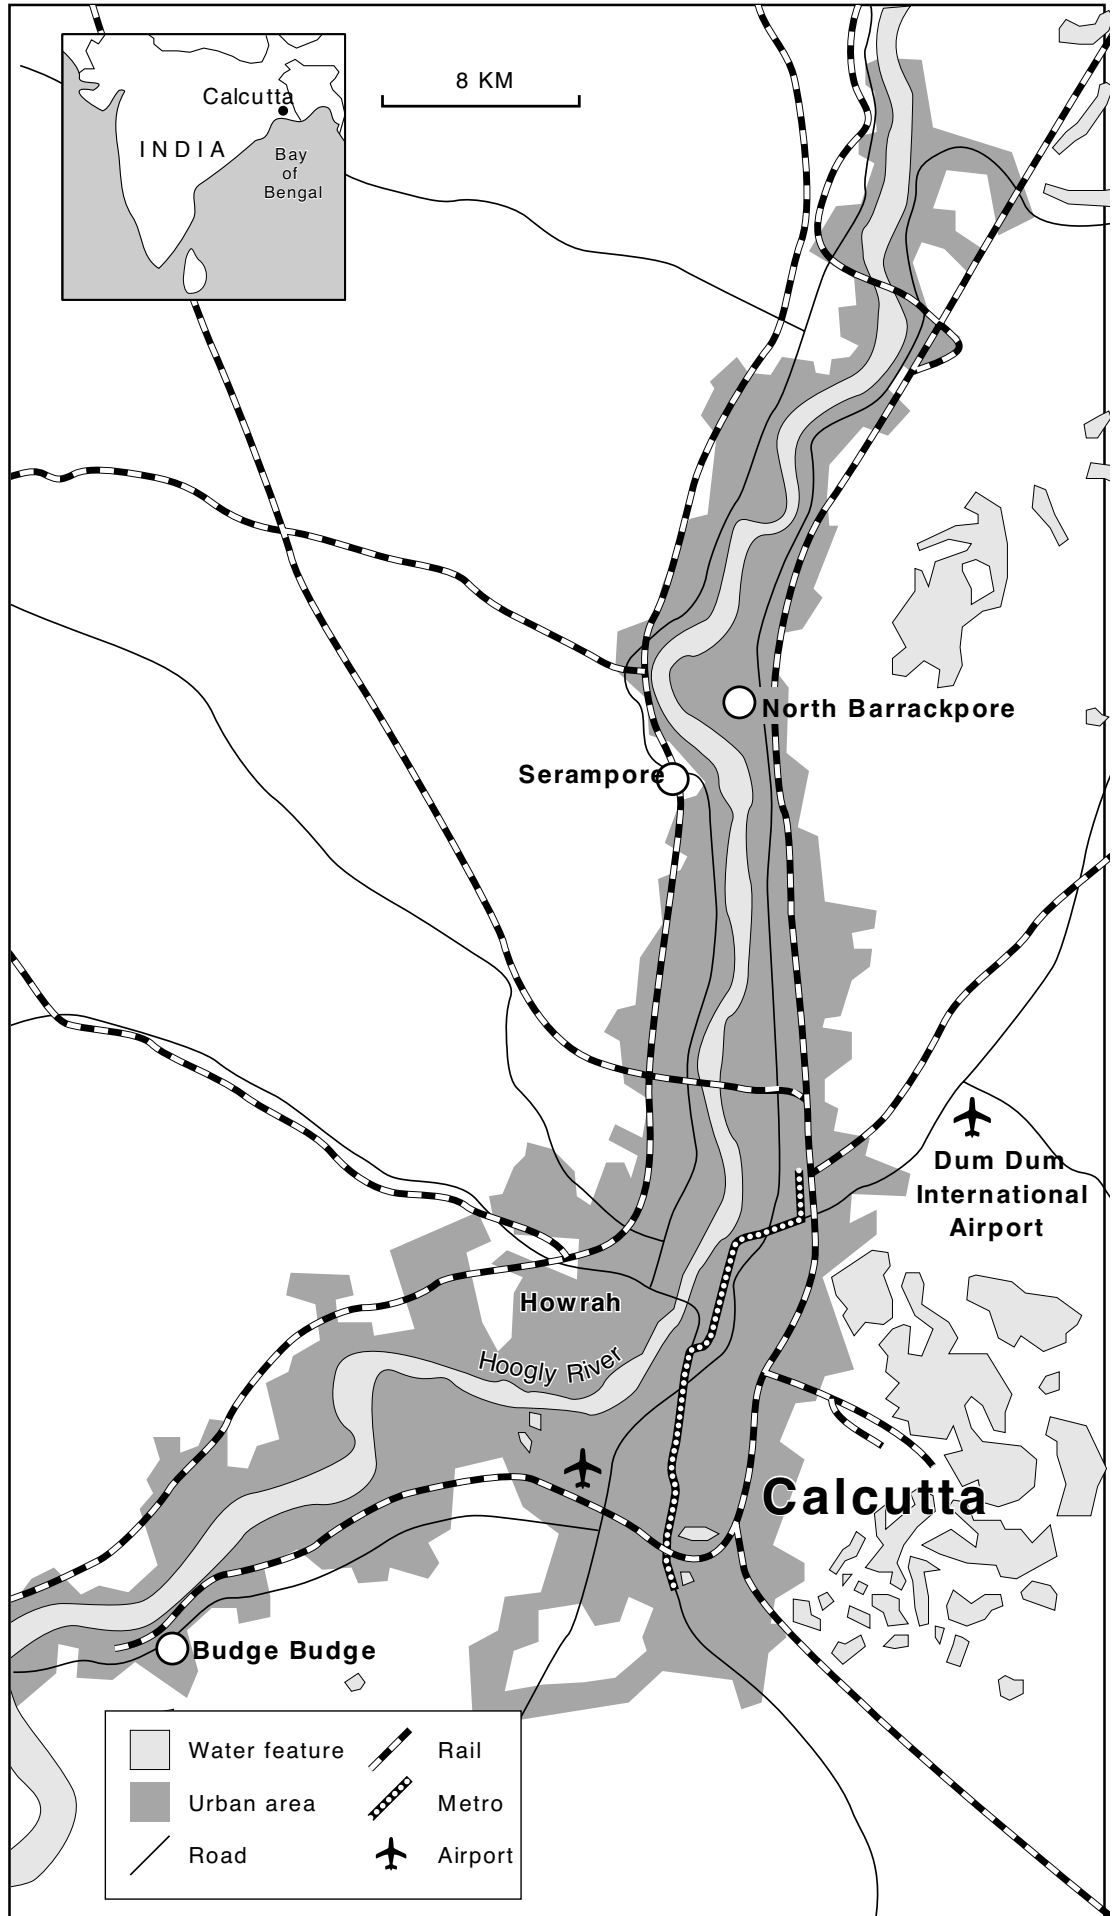 8 KM
Calcutta
INDIA
Bay
of
Bengal
North Barrackpore
Serampore
Dum Dum
International
Airport
Howrah
Hoogly River
Calcutta
Budge Budge
Water feature
Rail
Urban area
Metro
Road
Airport